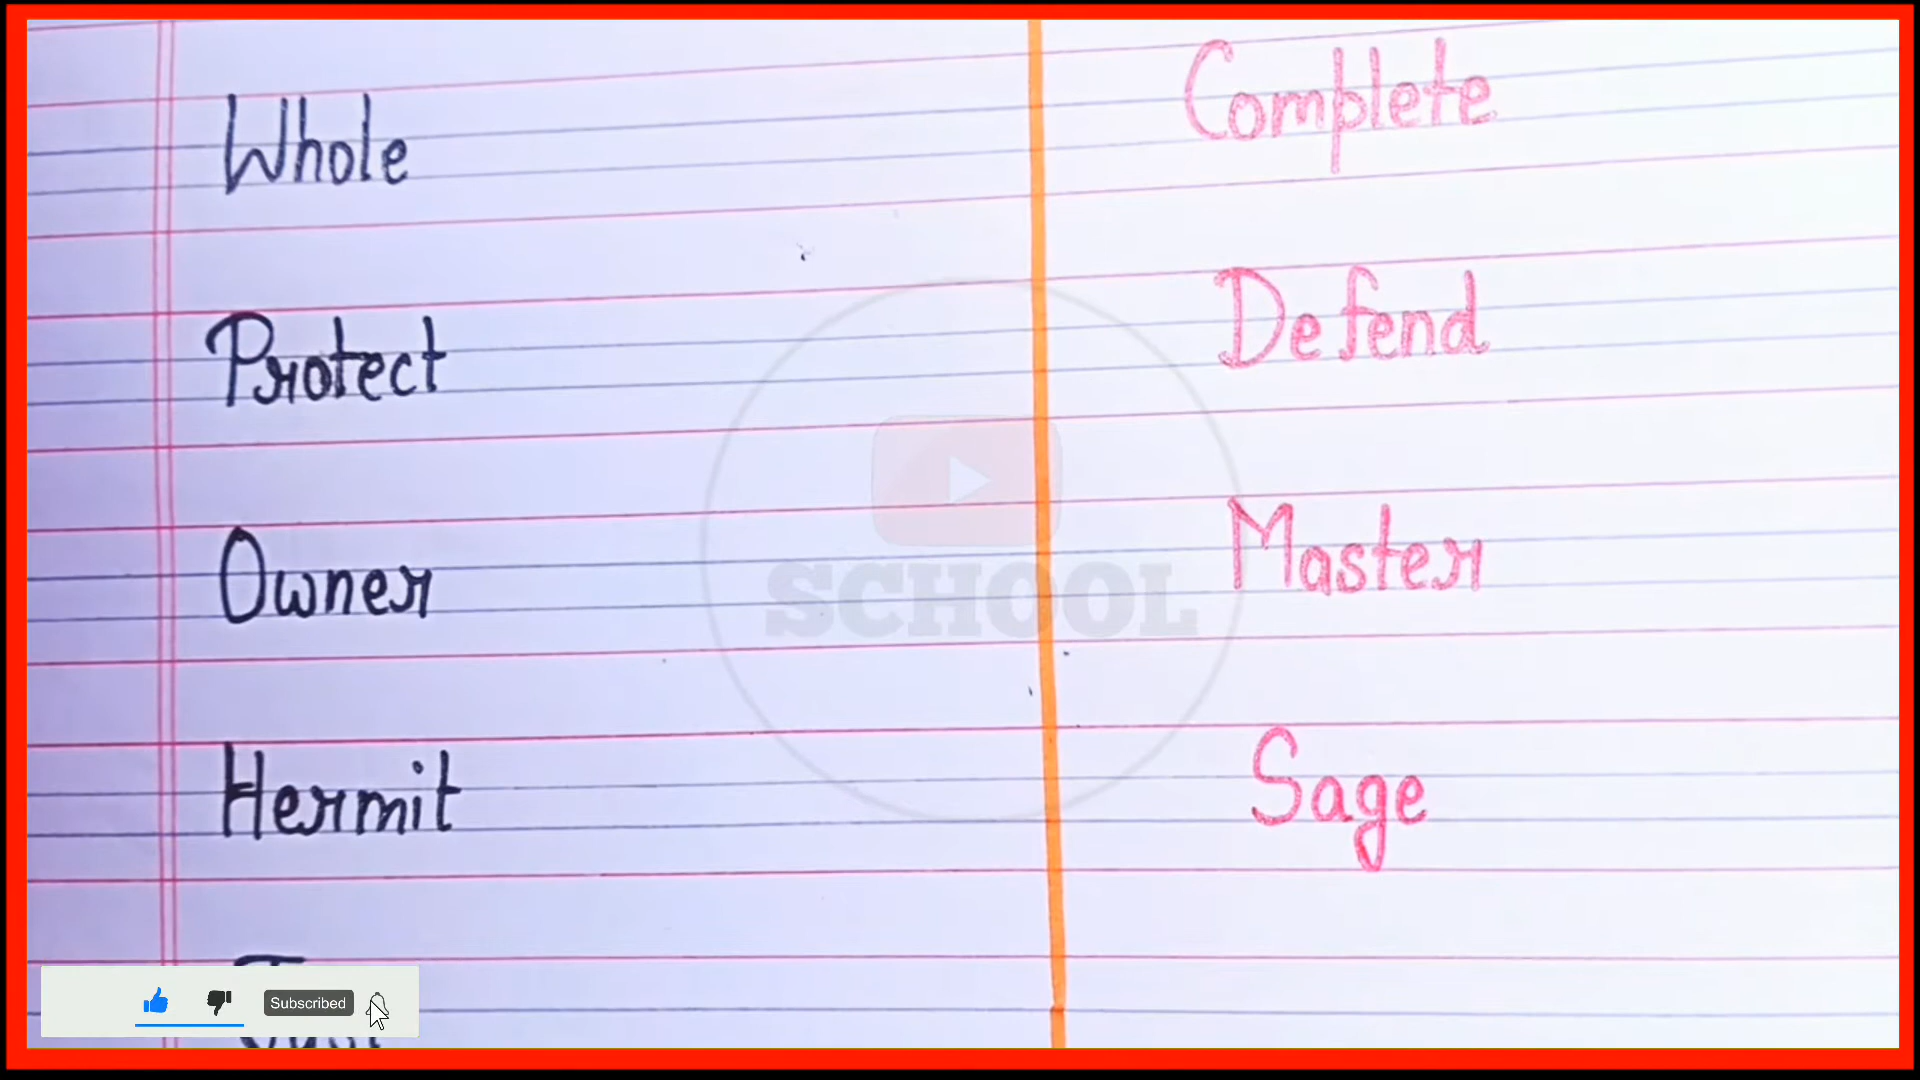 Whole Complete
Protect Defend
SCHOOL
Owner Master
Hermit Sage
Subscribed